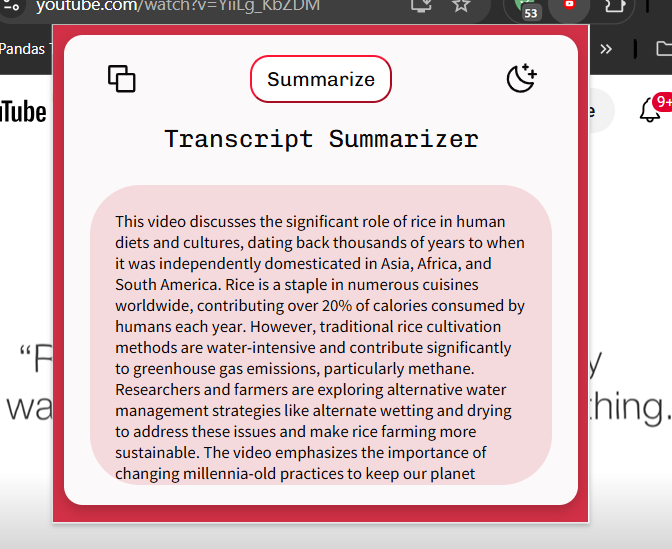 youtube.com/watch?v=YiiLg_KbZDM
53
Pandas
Tube
9+
Summarize
Transcript Summarizer
This video discusses the significant role of rice in human
diets and cultures, dating back thousands of years to when
it was independently domesticated in Asia, Africa, and
South America. Rice is a staple in numerous cuisines
worldwide, contributing over 20% of calories consumed by
humans each year. However, traditional rice cultivation
methods are water-intensive and contribute significantly
to greenhouse gas emissions, particularly methane.
Researchers and farmers are exploring alternative water
management strategies like alternate wetting and drying
to address these issues and make rice farming more
sustainable. The video emphasizes the importance of
changing millennia-old practices to keep our planet
wa
hing.